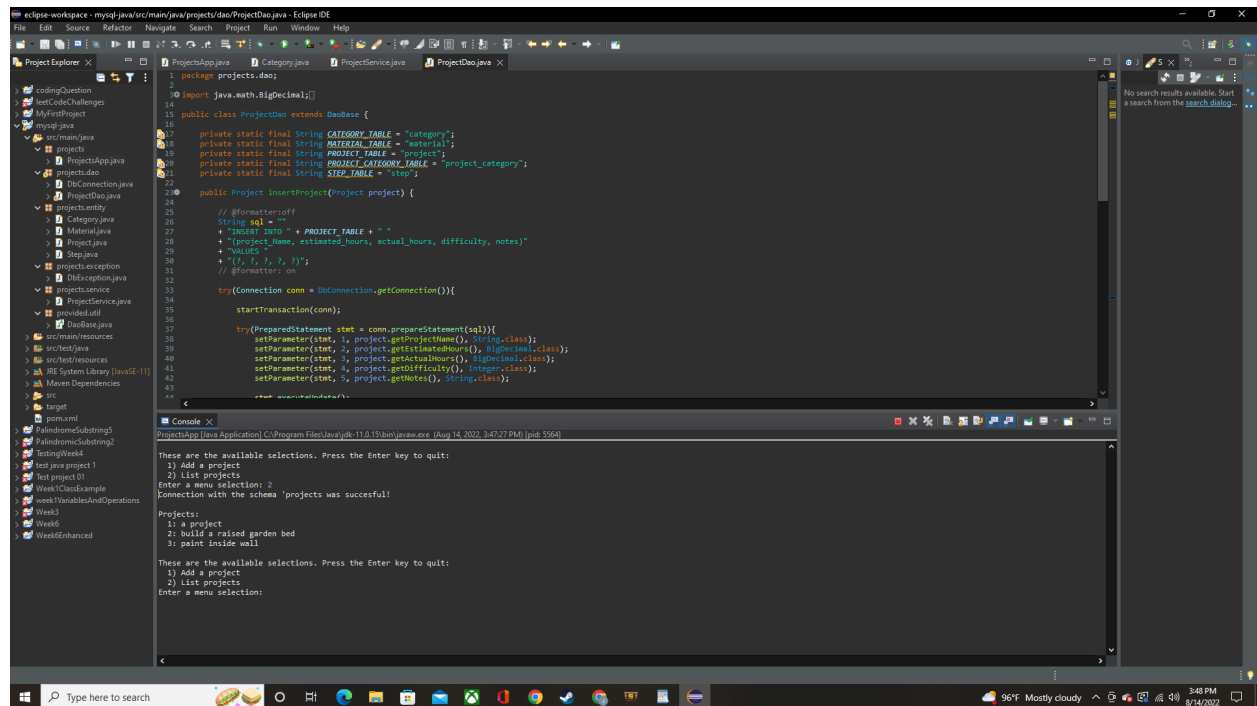 eclipse-workspace - mysql-java/src/main/java/projects/dao/ProjectDao.java - Eclipse IDE
File Edit Source Refactor Navigate Search Project Run Window Help
Project Explorer
codingQuestion
leetCodeChallenges
MyFirstProject
mysql-java
src/main/java
projects
ProjectsApp.java
projects.dao
DbConnection.java
ProjectDao.java
projects.entity
Category.java
Material.java
Project.java
Step.java
projects.exception
DbException.java
projects.service
ProjectService.java
provided.util
DaoBase.java
src/main/resources
src/test/java
src/test/resources
JRE System Library [JavaSE-11]
Maven Dependencies
src
target
pom.xml
PalindromeSubstring5
PalindromicSubstring2
TestingWeek4
test java project 1
Test project 01
Week1ClassExample
week1VariablesAndOperations
Week3
Week6
Week6Enhanced
ProjectsApp.java Category.java ProjectService.java ProjectDao.java
1 package projects.dao;
2
3 import java.math.BigDecimal;
14
15 public class ProjectDao extends DaoBase {
16
17 private static final String CATEGORY_TABLE = "category";
18 private static final String MATERIAL_TABLE = "material";
19 private static final String PROJECT_TABLE = "project";
20 private static final String PROJECT_CATEGORY_TABLE = "project_category";
21 private static final String STEP_TABLE = "step";
22
23 public Project insertProject(Project project) {
24
25 // @formatter:off
26 String sql = ""
27 + "INSERT INTO " + PROJECT_TABLE + " "
28 + "(project_Name, estimated_hours, actual_hours, difficulty, notes)"
29 + "VALUES "
30 + "(?, ?, ?, ?, ?)";
31 // @formatter: on
32
33 try(Connection conn = DbConnection.getConnection()){
34
35 startTransaction(conn);
36
37 try(PreparedStatement stmt = conn.prepareStatement(sql)){
38 setParameter(stmt, 1, project.getProjectName(), String.class);
39 setParameter(stmt, 2, project.getEstimatedHours(), BigDecimal.class);
40 setParameter(stmt, 3, project.getActualHours(), BigDecimal.class);
41 setParameter(stmt, 4, project.getDifficulty(), Integer.class);
42 setParameter(stmt, 5, project.getNotes(), String.class);
43
44 stmt.executeUpdate();
Console
ProjectsApp [Java Application] C:\Program Files\Java\jdk-11.0.15\bin\javaw.exe (Aug 14, 2022, 3:47:27 PM) [pid: 5564]
These are the available selections. Press the Enter key to quit:
1) Add a project
2) List projects
Enter a menu selection: 2
Connection with the schema 'projects was succesful!
Projects:
1: a project
2: build a raised garden bed
3: paint inside wall
These are the available selections. Press the Enter key to quit:
1) Add a project
2) List projects
Enter a menu selection:
J S
No search results available. Start
a search from the search dialog...
Type here to search
96°F Mostly cloudy
3:48 PM
8/14/2022